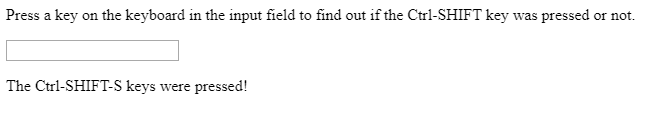 Press a key on the keyboard in the input field to find out if the Ctrl-SHIFT key was pressed or not.
The Ctrl-SHIFT-S keys were pressed!